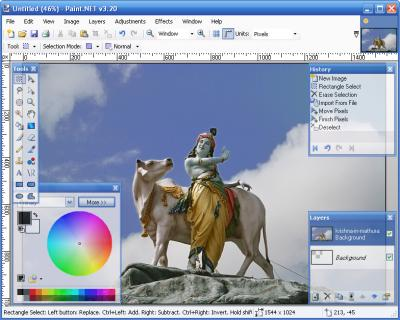 Untitled (46%) - Paint.NET v3.20
File Edit View Image Layers Adjustments Effects Window Help
Window Units: Pixels
Tool: Selection Mode: Normal
Tools
History
New Image
Rectangle Select
Erase Selection
Import From File
Move Pixels
Finish Pixels
Deselect
More >>
Layers
Background
Background
Rectangle Select: Left button: Replace. Ctrl+Left: Add. Right: Subtract. Ctrl+Right: Invert. Hold shift 1544 x 1024 213, -45